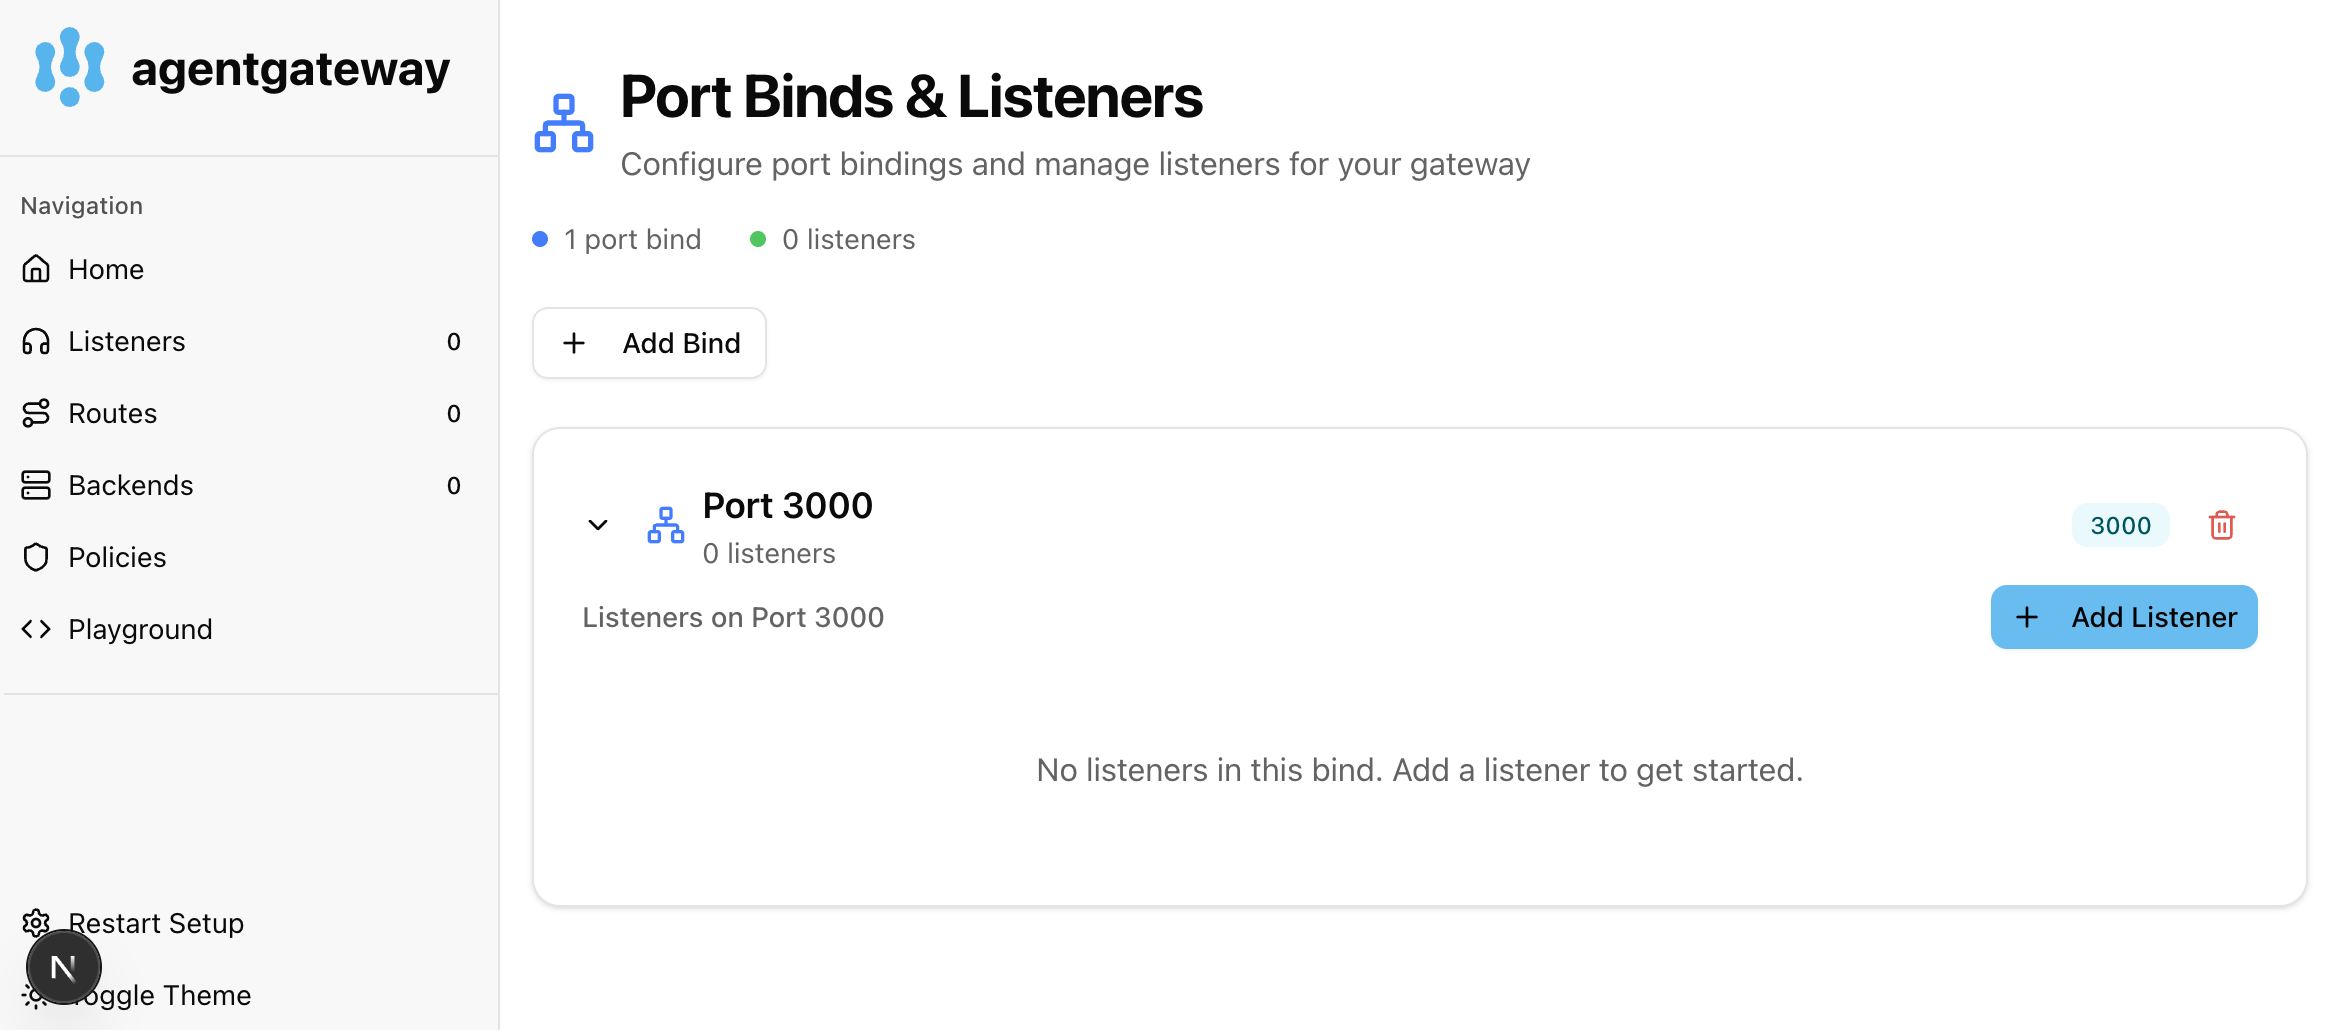 agentgateway
Navigation
Home
Listeners 0
Routes 0
Backends 0
Policies
Playground
Restart Setup
N
oggle Theme
Port Binds & Listeners
Configure port bindings and manage listeners for your gateway
1 port bind 0 listeners
+ Add Bind
Port 3000
0 listeners
3000
Listeners on Port 3000
+ Add Listener
No listeners in this bind. Add a listener to get started.